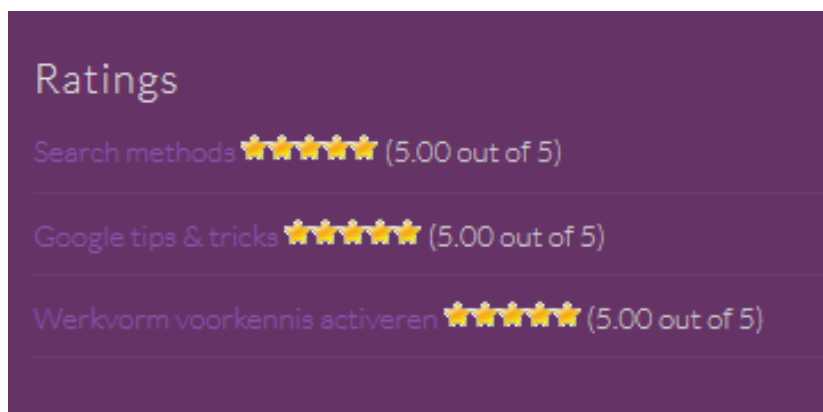 Ratings
Search methods (5.00 out of 5)
Google tips & tricks (5.00 out of 5)
Werkvorm voorkennis activeren (5.00 out of 5)